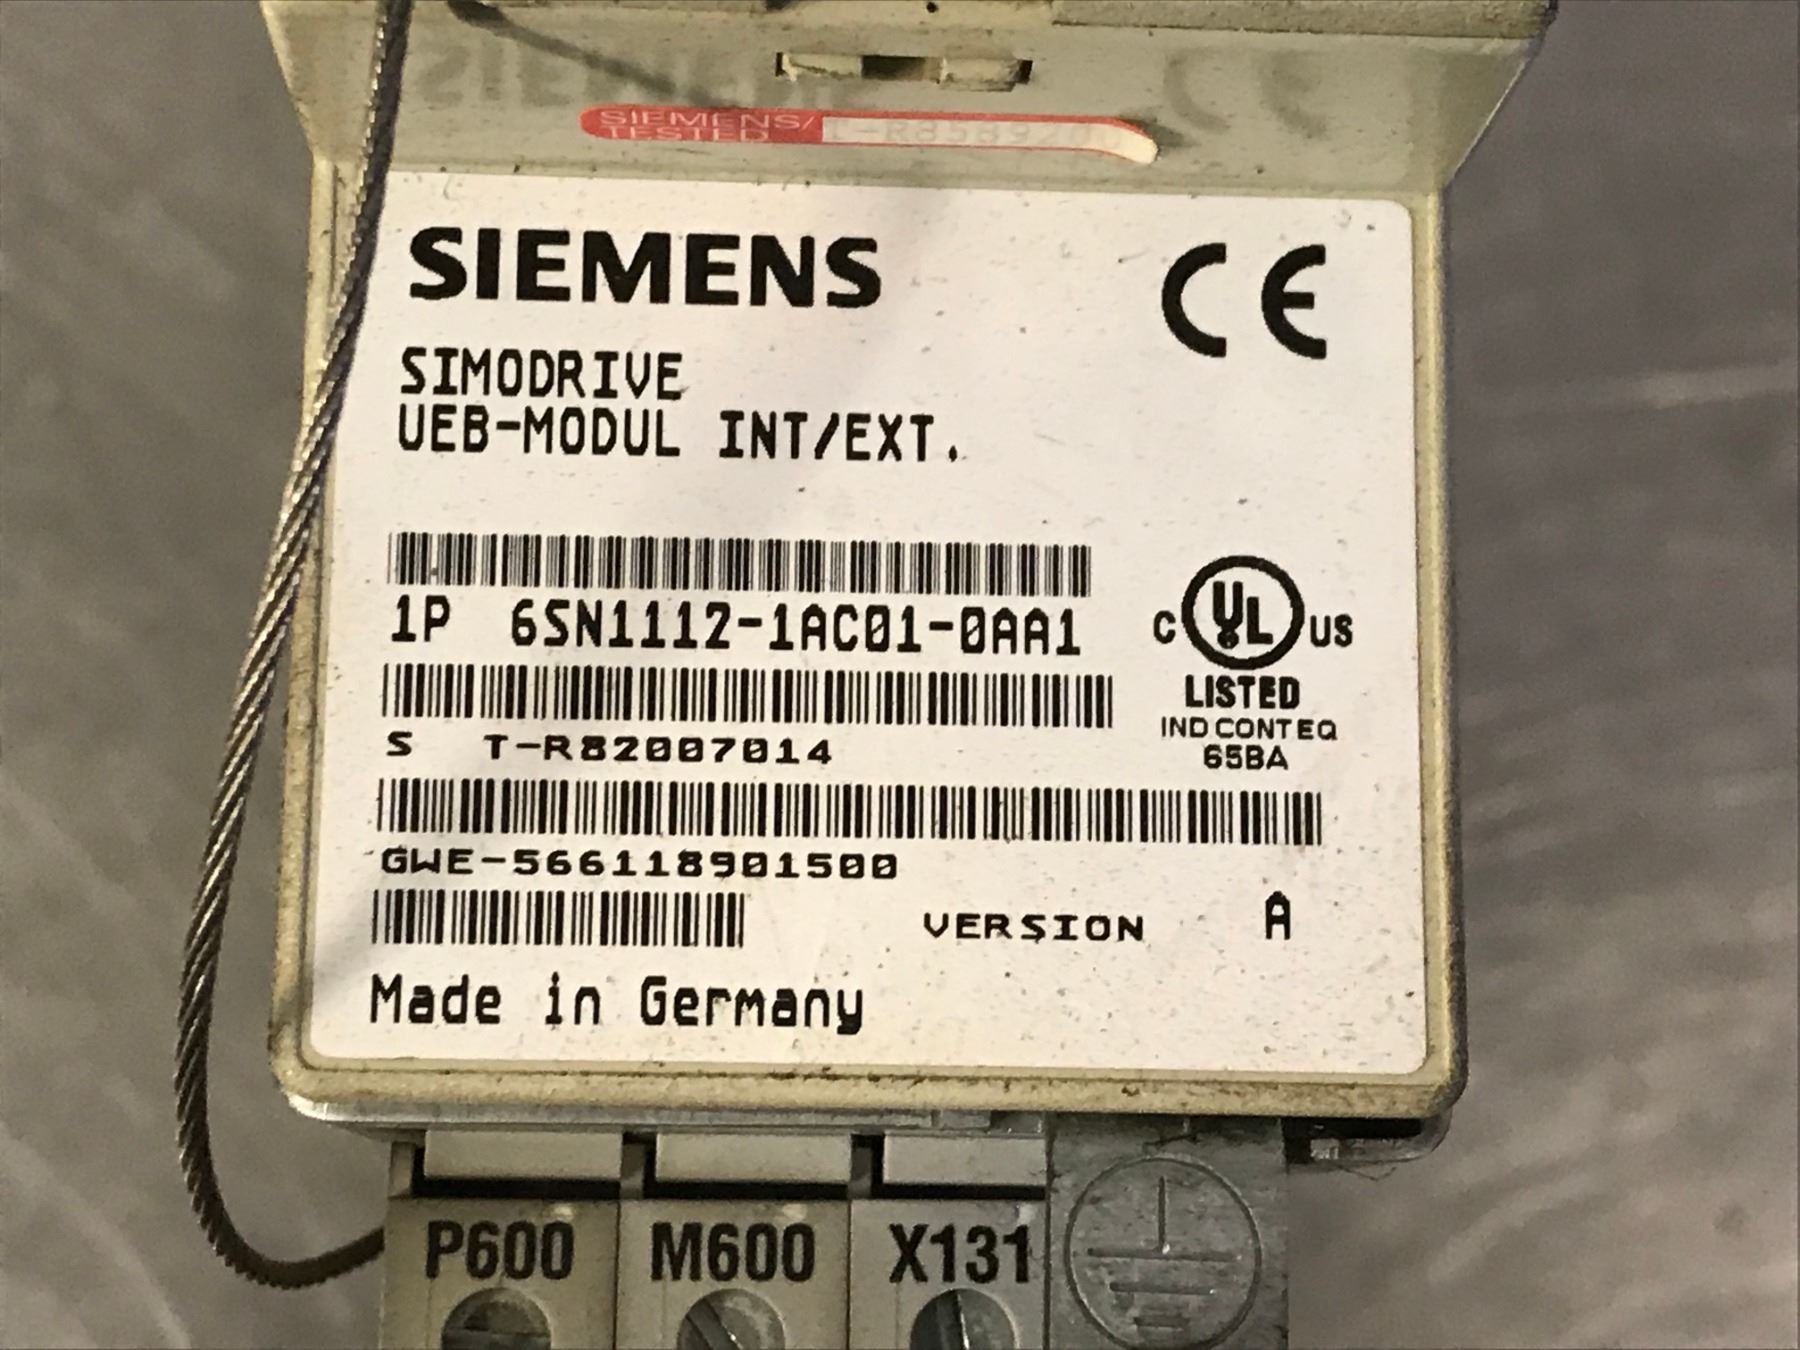 SIEMENS/
TESTED
SIEMENS CE
SIMODRIVE
UEB-MODUL INT/EXT.
1P 6SN1112-1AC01-0AA1
C UL US
LISTED
IND CONT EQ
65BA
S T-R82007014
GWE-566118901500
VERSION A
Made in Germany
P600 M600 X131